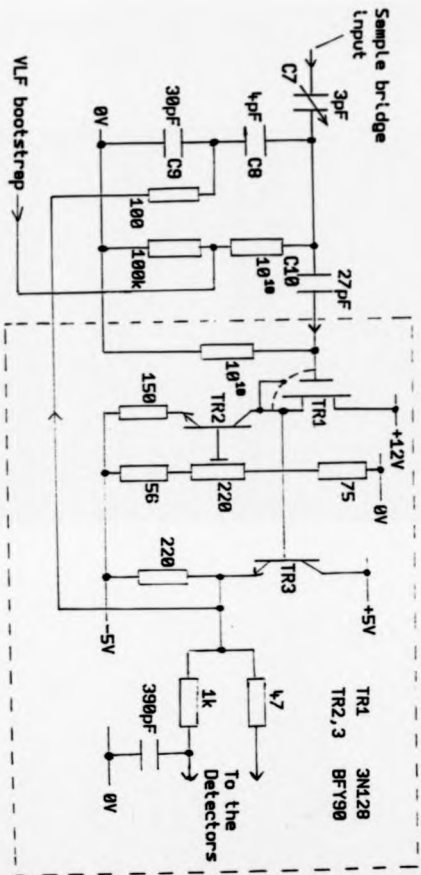 Sample bridge
input
C7
3pF
4pF
C8
30pF
C9
0V
100
100k
10¹⁰
C10
27pF
VLF bootstrap
10¹⁰
TR1
+12V
0V
TR2
150
56
220
75
TR3
220
-5V
+5V
47
1k
390pF
0V
To the
Detectors
TR1 3N128
TR2,3 BFY90